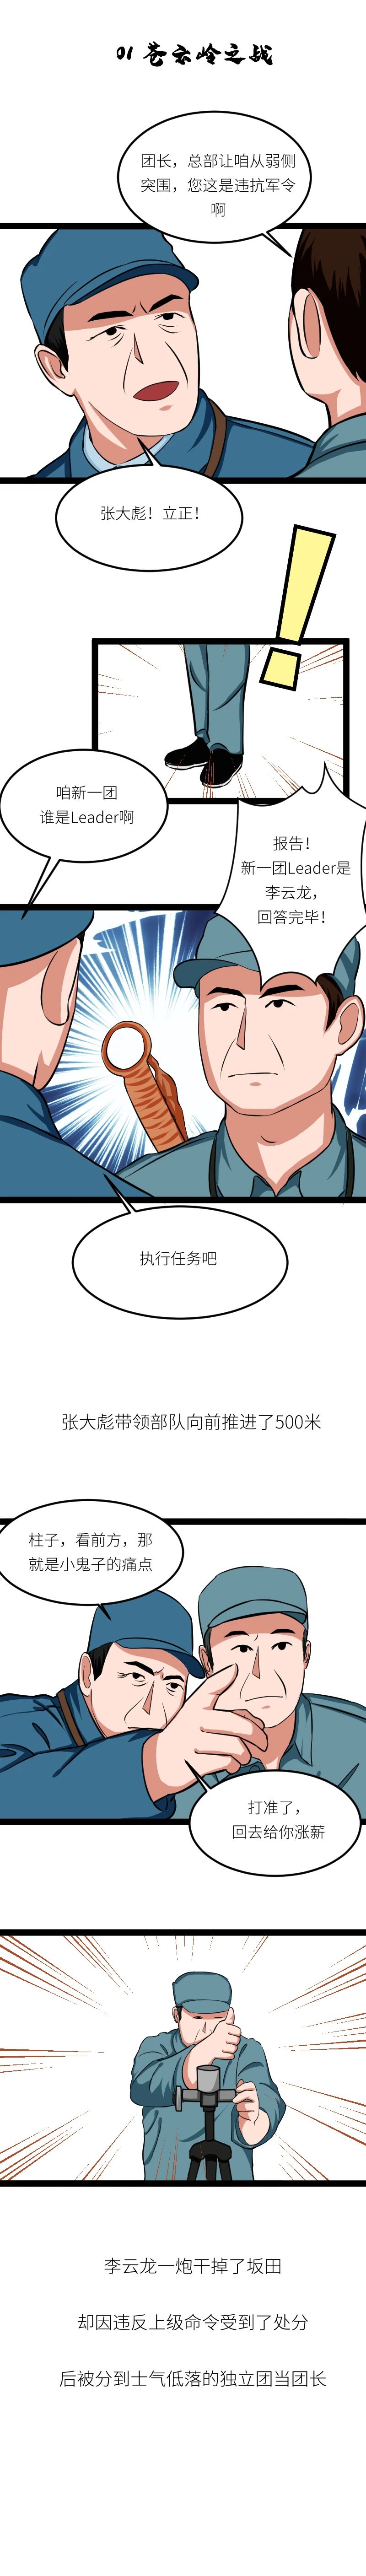 01 苍云岭之战
团长，总部让咱从弱侧
突围，您这是违抗军令
啊
张大彪！立正！
咱新一团
谁是Leader啊
报告！
新一团Leader是
李云龙，
回答完毕！
执行任务吧
张大彪带领部队向前推进了500米
柱子，看前方，那
就是小鬼子的痛点
打准了，
回去给你涨薪
李云龙一炮干掉了坂田
却因违反上级命令受到了处分
后被分到士气低落的独立团当团长